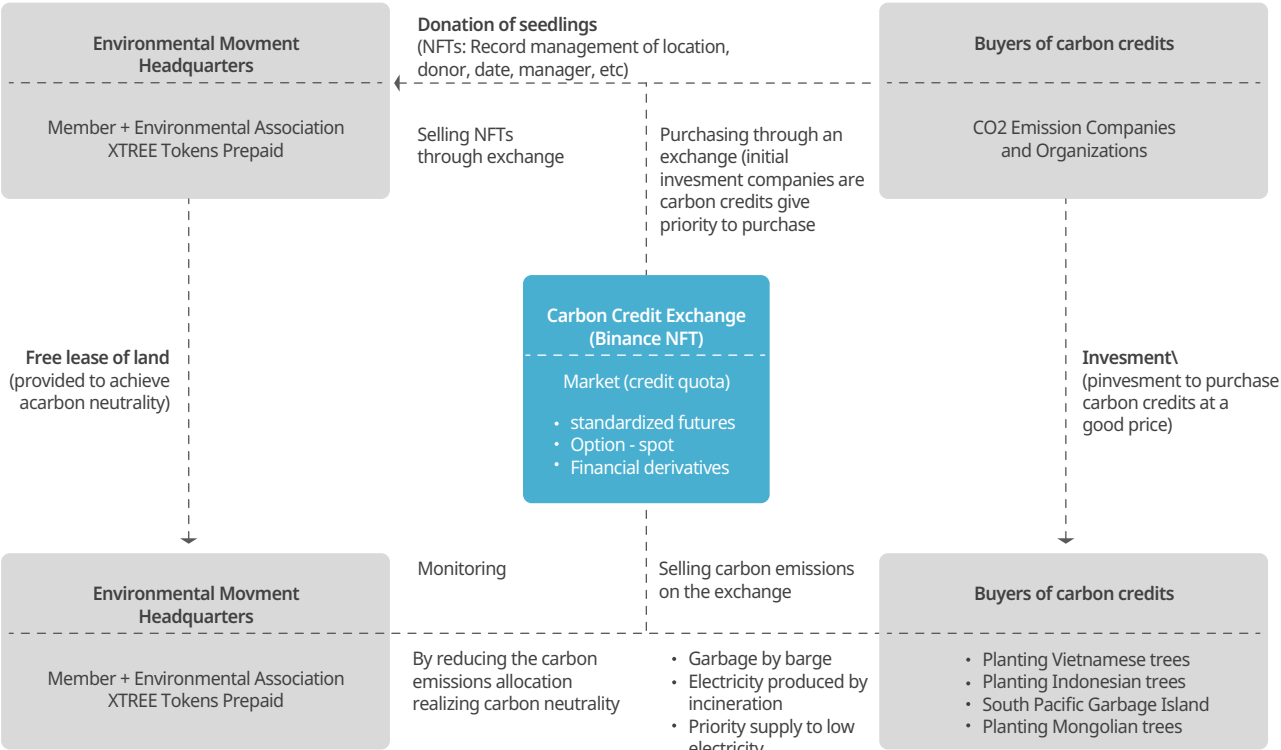 Environmental Movment
Headquarters
Member + Environmental Association
XTREE Tokens Prepaid
Donation of seedlings
(NFTs: Record management of location,
donor, date, manager, etc)
Selling NFTs
through exchange
Purchasing through an
exchange (initial
invesment companies are
carbon credits give
priority to purchase
Buyers of carbon credits
CO2 Emission Companies
and Organizations
Free lease of land
(provided to achieve
acarbon neutrality)
Carbon Credit Exchange
(Binance NFT)
Market (credit quota)
• standardized futures
• Option - spot
• Financial derivatives
Invesment\
(pinvesment to purchase
carbon credits at a
good price)
Environmental Movment
Headquarters
Member + Environmental Association
XTREE Tokens Prepaid
Monitoring
Selling carbon emissions
on the exchange
By reducing the carbon
emissions allocation
realizing carbon neutrality
• Garbage by barge
• Electricity produced by
incineration
• Priority supply to low
electricity
Buyers of carbon credits
• Planting Vietnamese trees
• Planting Indonesian trees
• South Pacific Garbage Island
• Planting Mongolian trees